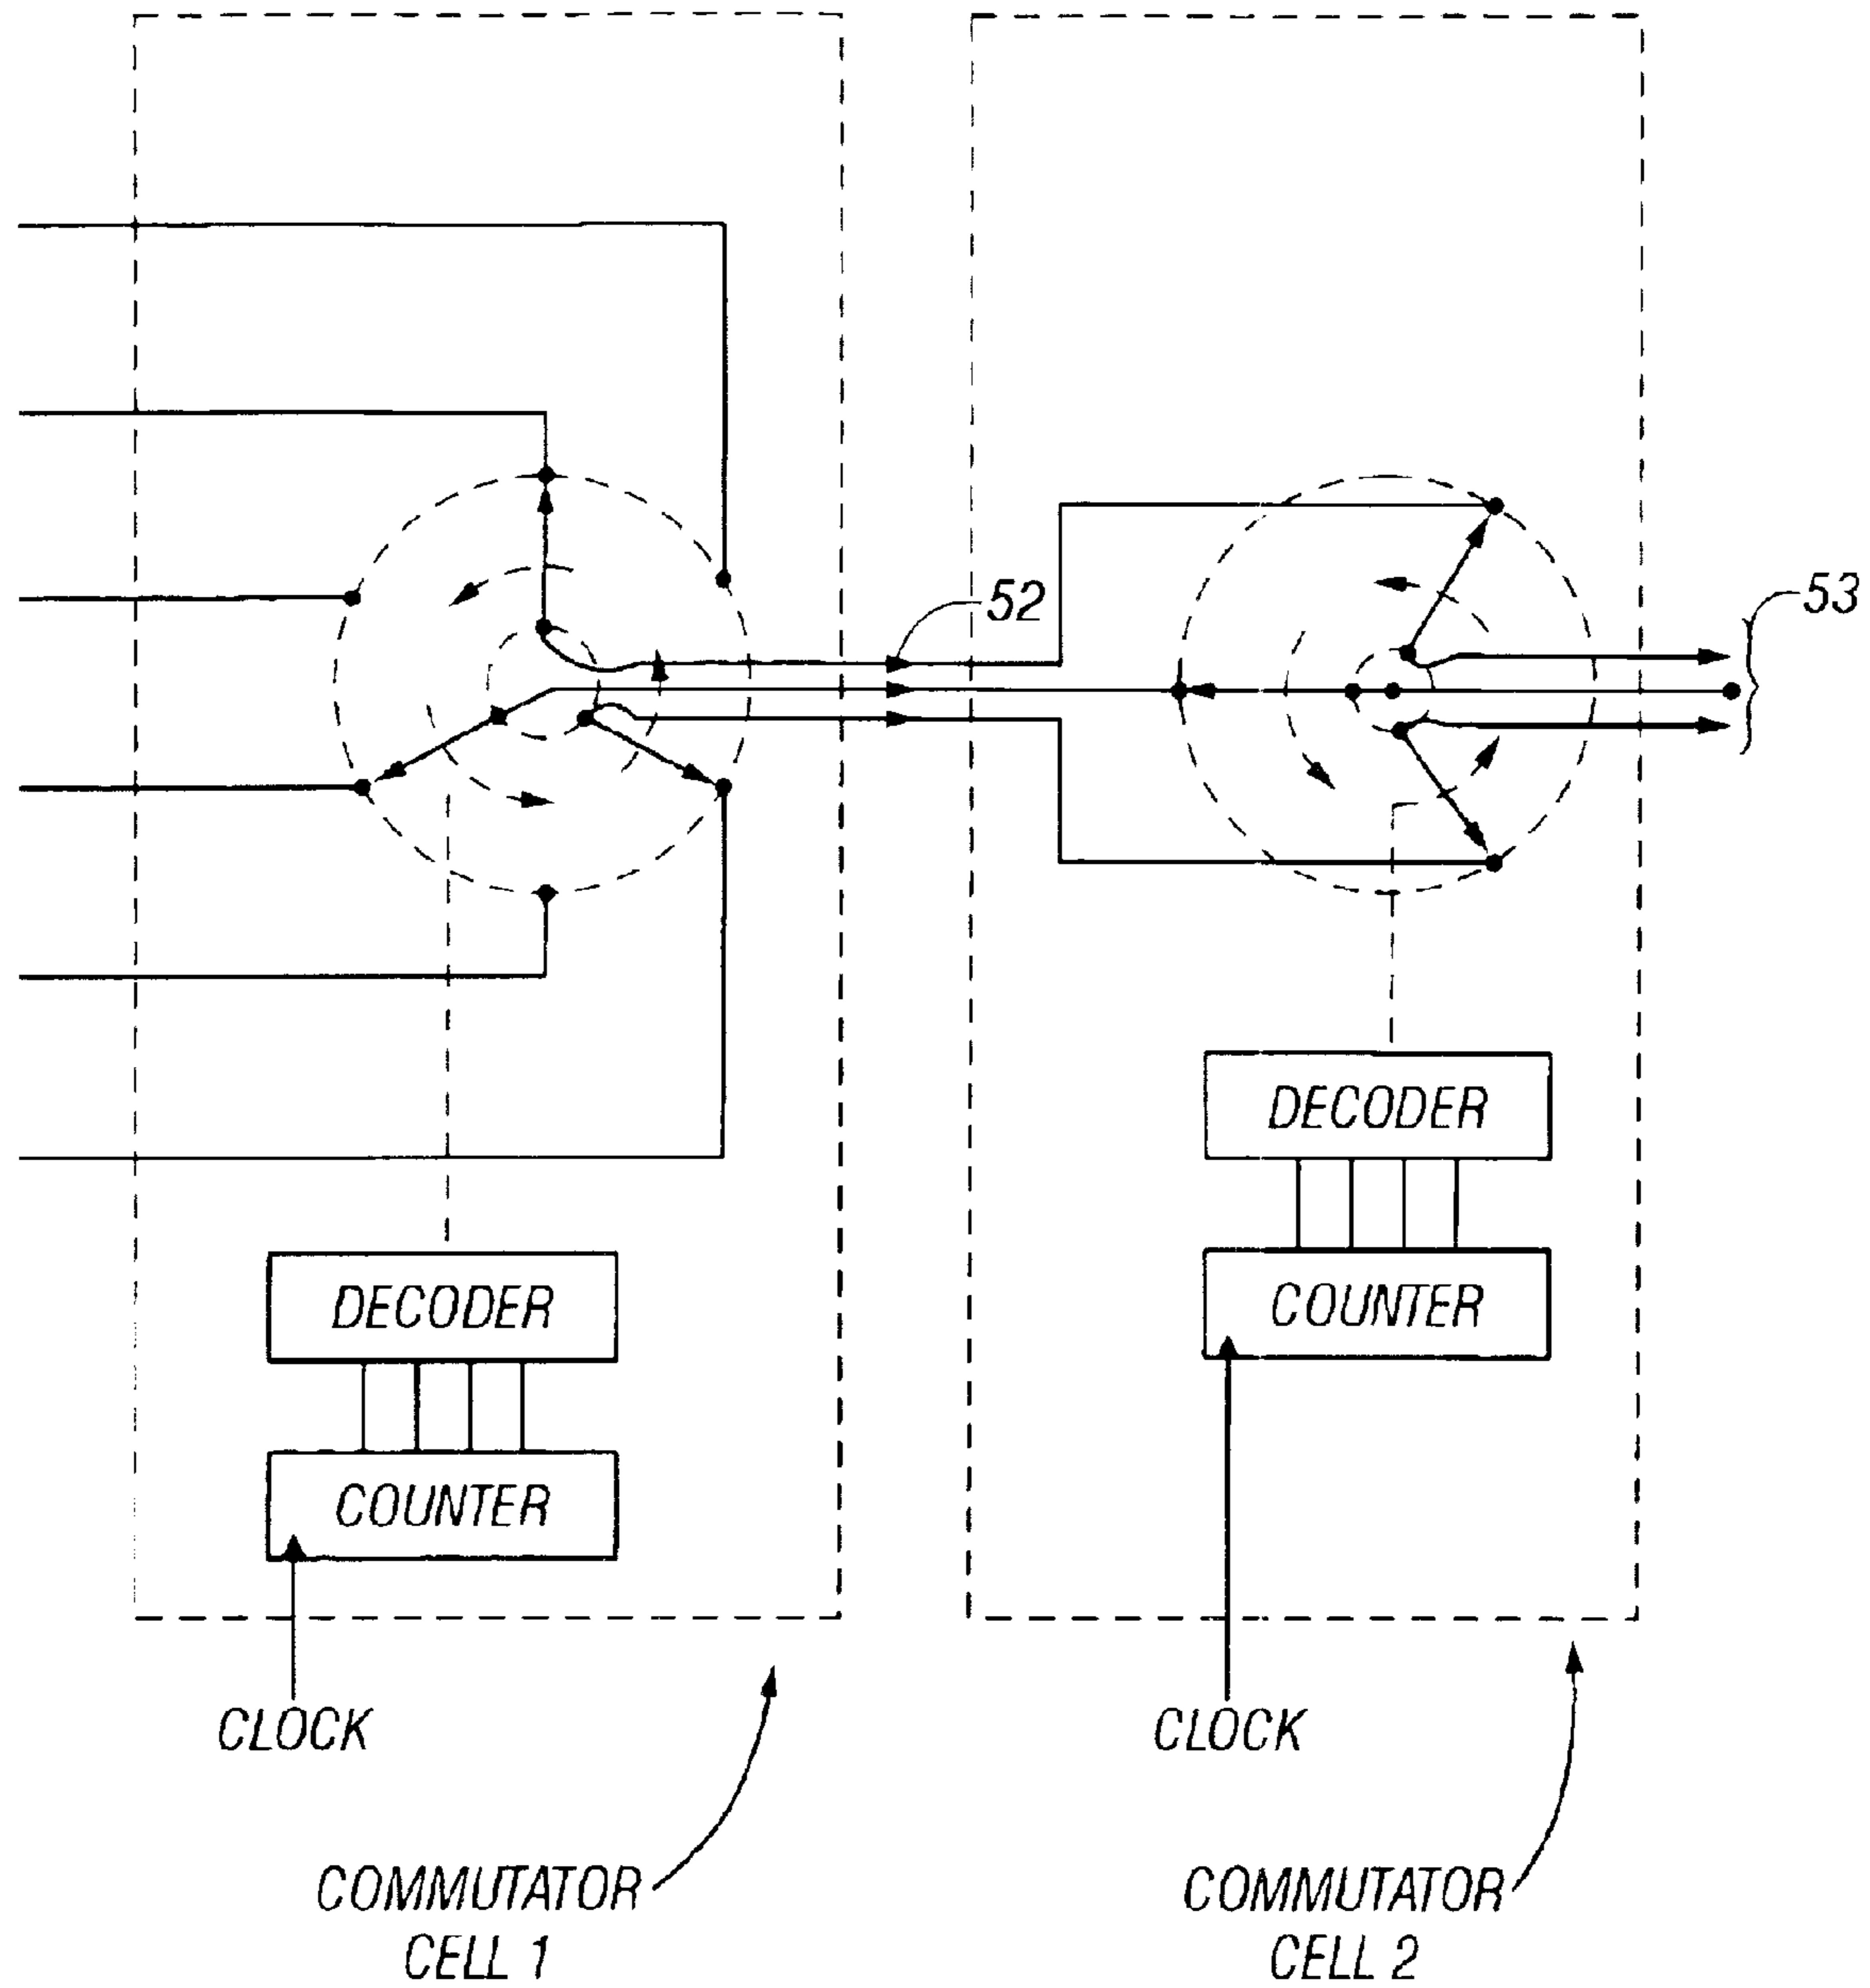 52
53
DECODER
COUNTER
DECODER
COUNTER
CLOCK
CLOCK
COMMUTATOR
CELL 1
COMMUTATOR
CELL 2